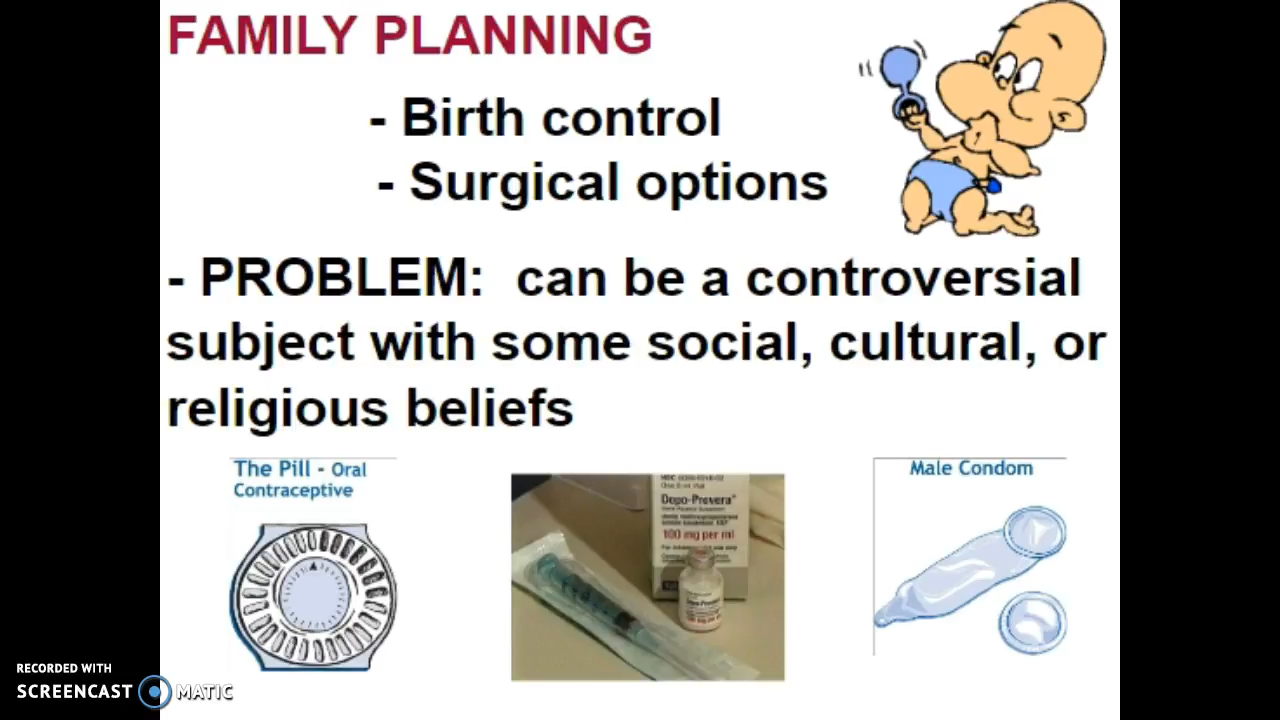 FAMILY PLANNING
- Birth control
- Surgical options
- PROBLEM: can be a controversial
subject with some social, cultural, or
religious beliefs
The Pill - Oral
Contraceptive
Depo-Provera
100 mg per ml
Male Condom
RECORDED WITH
SCREENCAST MATIC